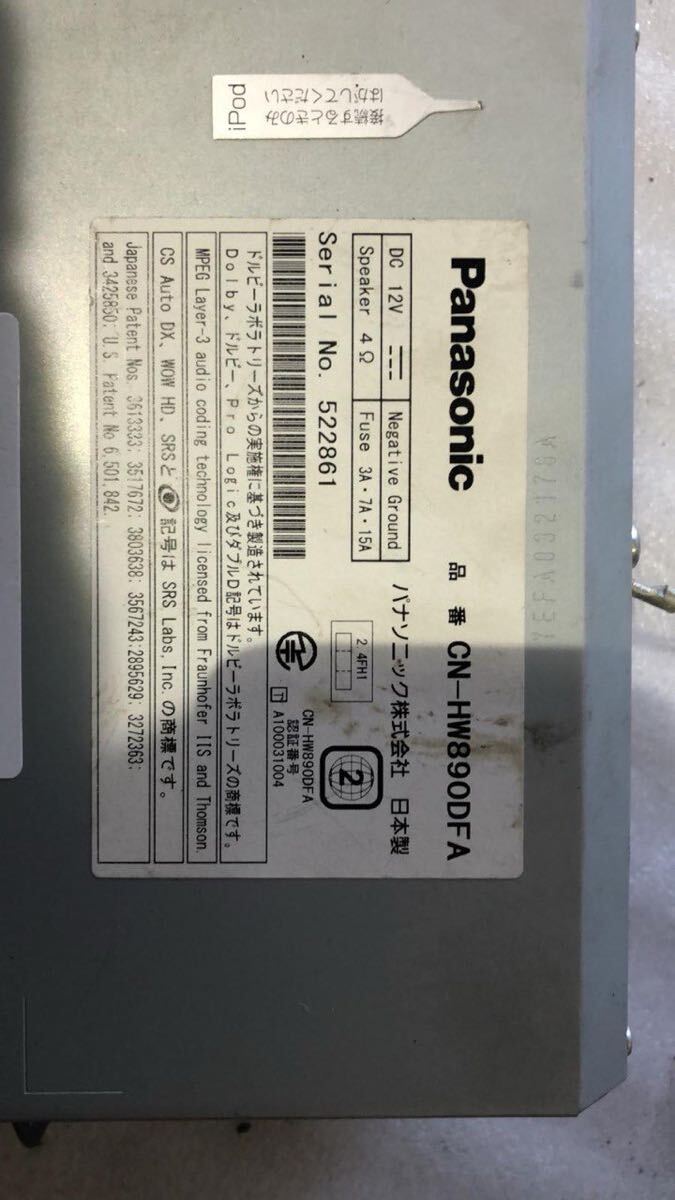 iPod
接続するときのみ
はがしてください
Panasonic 品番 CN-HW890DFA
DC 12V Negative Ground
Speaker 4Ω Fuse 3A・7A・15A
パナソニック株式会社 日本製
2.4FH1
2
Serial No. 522861
CN-HW890DFA
認証番号
T A100031004
ドルビーラボラトリーズからの実施権に基づき製造されています。
Dolby、ドルビー、Pro Logic及びダブルD記号はドルビーラボラトリーズの商標です。
MPEG Layer-3 audio coding technology licensed from Fraunhofer IIS and Thomson.
CS Auto DX、WOW HD、SRSと 記号は SRS Labs, Inc. の商標です。
Japanese Patent Nos. 3613333; 3517672; 3803638; 3567243;2895629; 3272363;
and 3425850; U.S. Patent No 6,501,842.